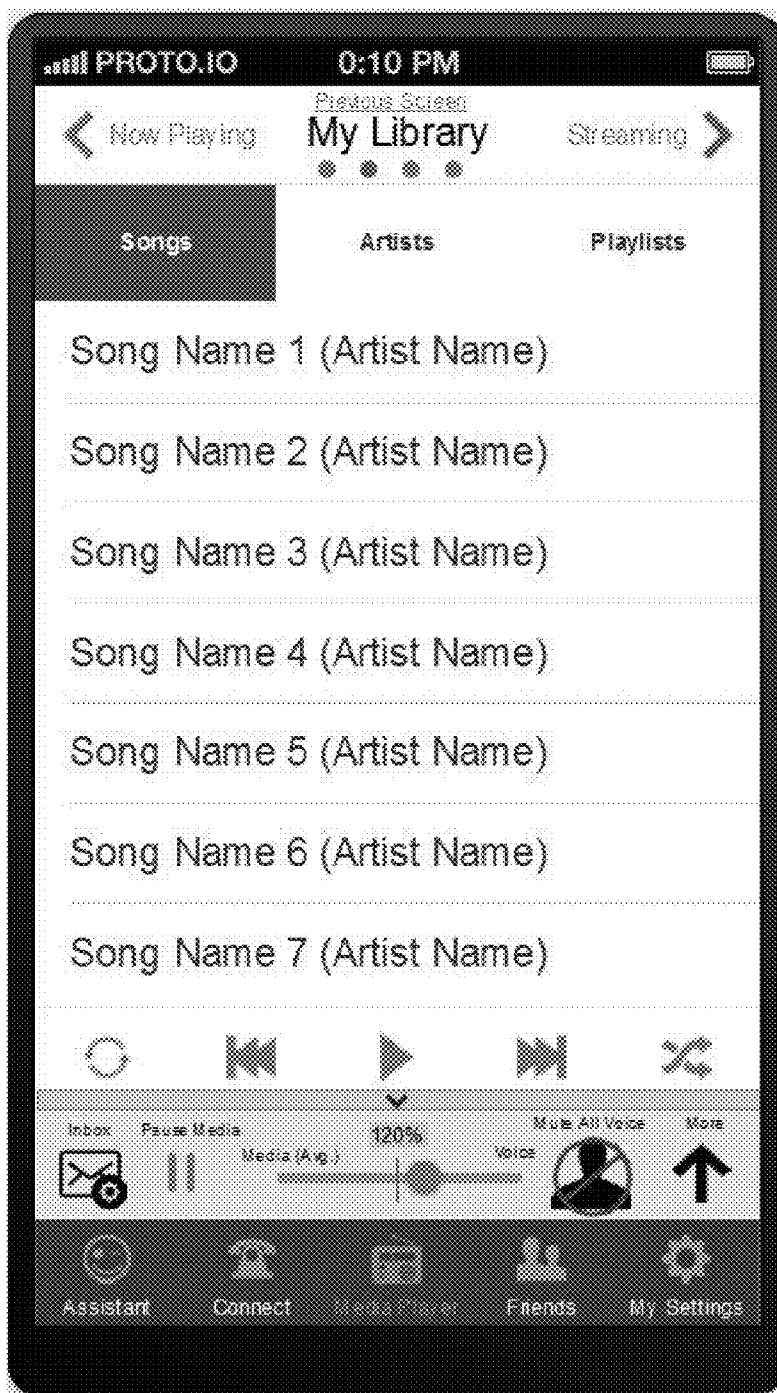 PROTO.IO 0:10 PM
Previous Screen
Now Playing My Library Streaming
Songs Artists Playlists
Song Name 1 (Artist Name)
Song Name 2 (Artist Name)
Song Name 3 (Artist Name)
Song Name 4 (Artist Name)
Song Name 5 (Artist Name)
Song Name 6 (Artist Name)
Song Name 7 (Artist Name)
Inbox Pause Media 120% Mute All Voice More
Media (Avg.) Voice
Assistant Connect Media Player Friends My Settings